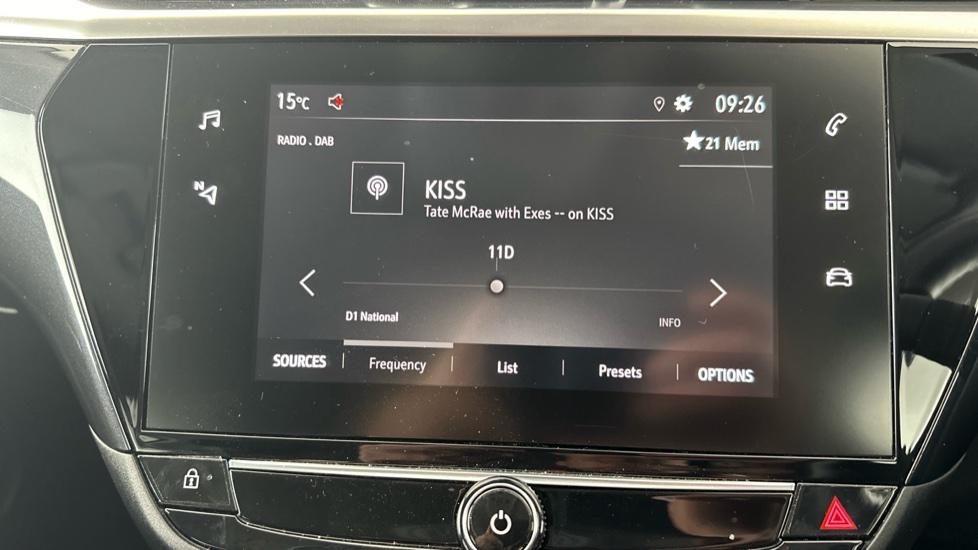 15°C 09:26
RADIO . DAB
21 Mem
KISS
Tate McRae with Exes -- on KISS
11D
D1 National
INFO
SOURCES Frequency List Presets OPTIONS
N